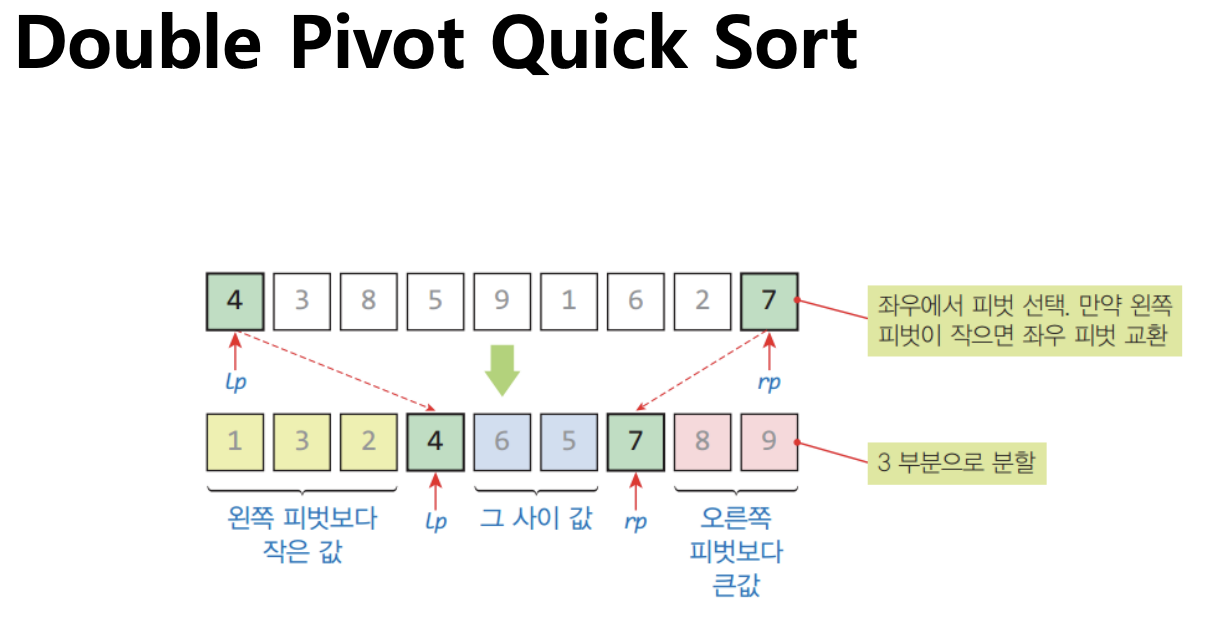 Double Pivot Quick Sort
4 3 8 5 9 1 6 2 7
좌우에서 피벗 선택. 만약 왼쪽
피벗이 작으면 좌우 피벗 교환
lp rp
1 3 2 4 6 5 7 8 9
3 부분으로 분할
왼쪽 피벗보다
작은 값
lp
그 사이 값
rp
오른쪽
피벗보다
큰값